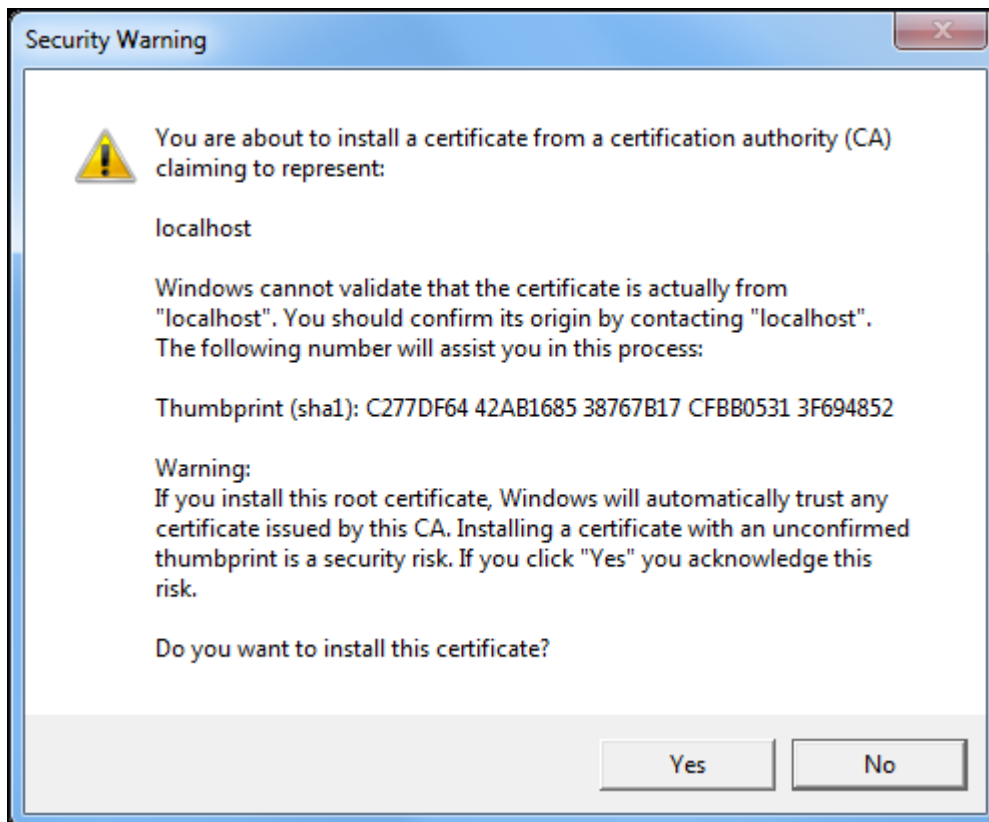 Security Warning
You are about to install a certificate from a certification authority (CA)
claiming to represent:
localhost
Windows cannot validate that the certificate is actually from
"localhost". You should confirm its origin by contacting "localhost".
The following number will assist you in this process:
Thumbprint (sha1): C277DF64 42AB1685 38767B17 CFBB0531 3F694852
Warning:
If you install this root certificate, Windows will automatically trust any
certificate issued by this CA. Installing a certificate with an unconfirmed
thumbprint is a security risk. If you click "Yes" you acknowledge this
risk.
Do you want to install this certificate?
Yes
No